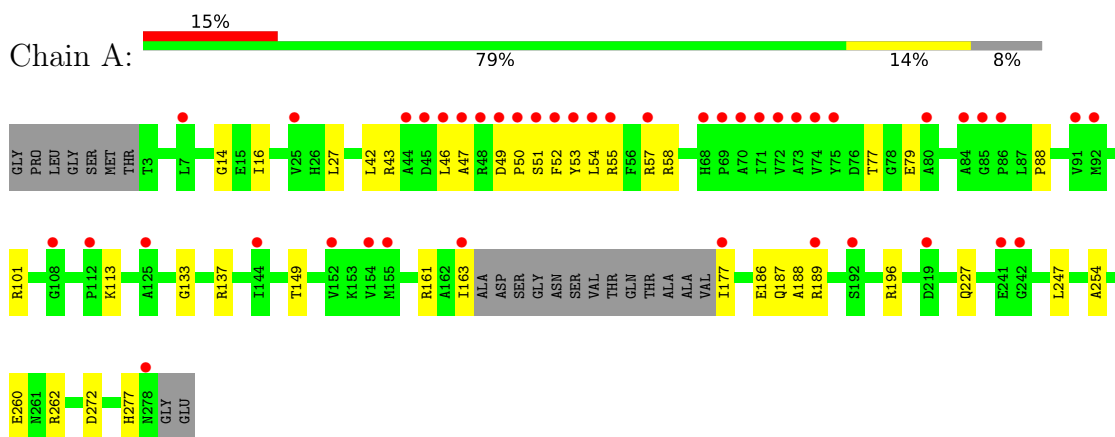 15%
Chain A:
79% 14% 8%
GLY PRO LEU GLY SER MET THR T3 L7 G14 E15 I16 V25 H26 L27 L42 R43 A44 D45 L46 A47 R48 D49 P50 S51 F52 Y53 L54 R55 F56 R57 R58 H68 P69 A70 I71 V72 A73 V74 Y75 D76 T77 G78 E79 A80 A84 G85 P86 L87 P88 V91 M92
R101 G108 P112 K113 A125 G133 R137 I144 T149 V152 K153 V154 M155 R161 A162 I163 ALA ASP SER GLY ASN SER VAL THR GLN THR ALA ALA VAL I177 E186 Q187 A188 R189 S192 R196 D219 Q227 E241 G242 L247 A254
E260 N261 R262 D272 H277 N278 GLY GLU